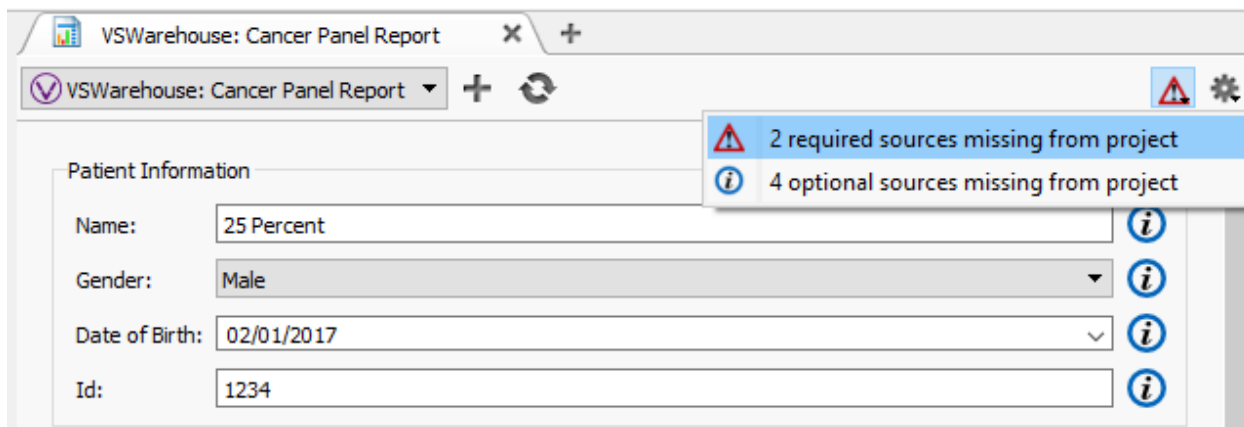 VSWarehouse: Cancer Panel Report
VSWarehouse: Cancer Panel Report
2 required sources missing from project
4 optional sources missing from project
Patient Information
Name: 25 Percent
Gender: Male
Date of Birth: 02/01/2017
Id: 1234